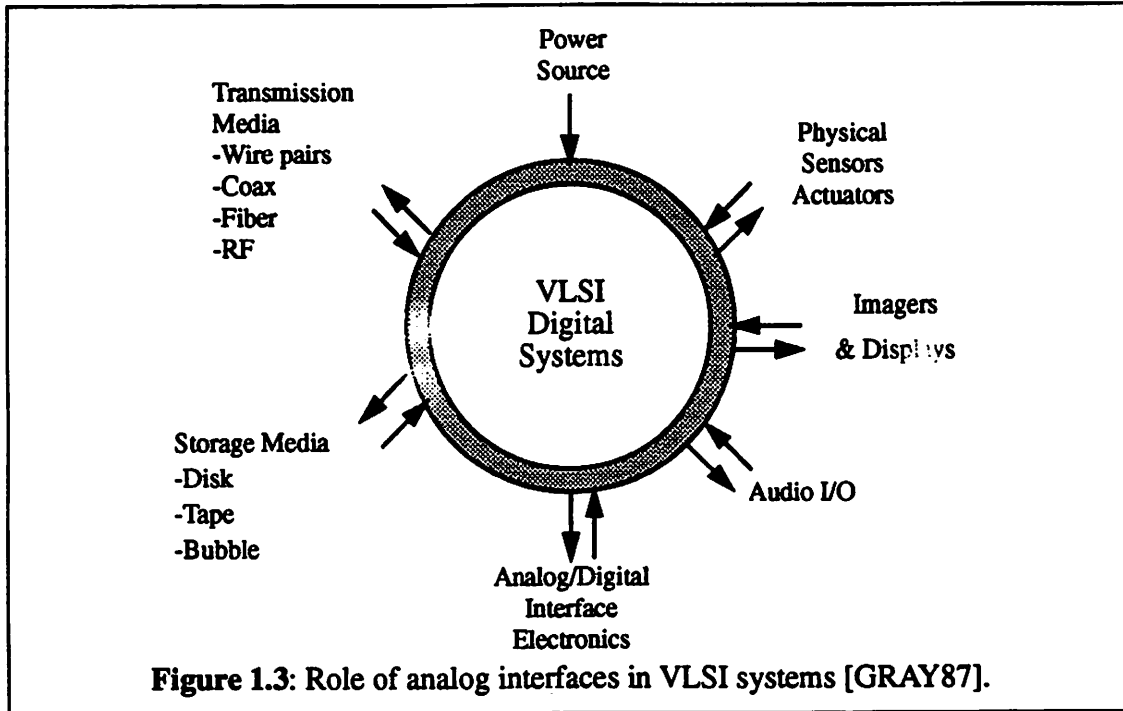 Power
Source
Transmission
Media
-Wire pairs
-Coax
-Fiber
-RF
Physical
Sensors
Actuators
VLSI
Digital
Systems
Imagers
& Displays
Storage Media
-Disk
-Tape
-Bubble
Audio I/O
Analog/Digital
Interface
Electronics
Figure 1.3: Role of analog interfaces in VLSI systems [GRAY87].